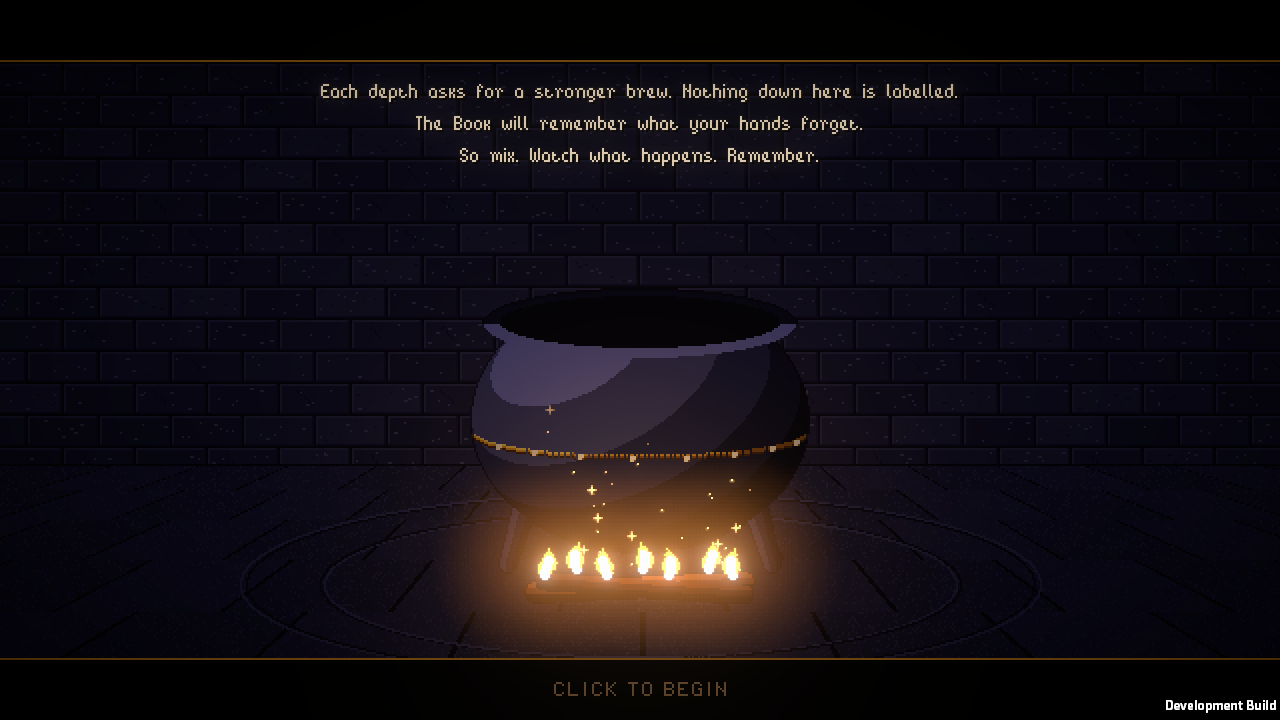 Each depth asks for a stronger brew. Nothing down here is labelled.
The Book will remember what your hands forget.
So mix. Watch what happens. Remember.
CLICK TO BEGIN
Development Build